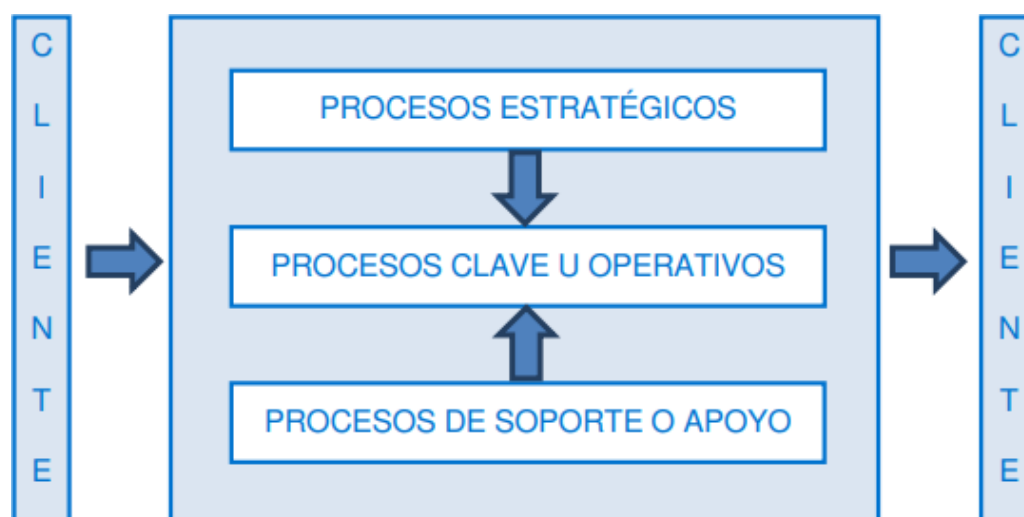 C
L
I
E
N
T
E
PROCESOS ESTRATÉGICOS
PROCESOS CLAVE U OPERATIVOS
PROCESOS DE SOPORTE O APOYO
C
L
I
E
N
T
E